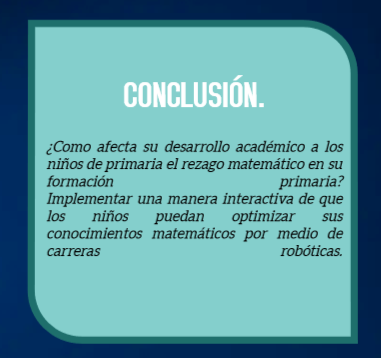 CONCLUSIÓN.
¿Como afecta su desarrollo académico a los
niños de primaria el rezago matemático en su
formación primaria?
Implementar una manera interactiva de que
los niños puedan optimizar sus
conocimientos matemáticos por medio de
carreras robóticas.